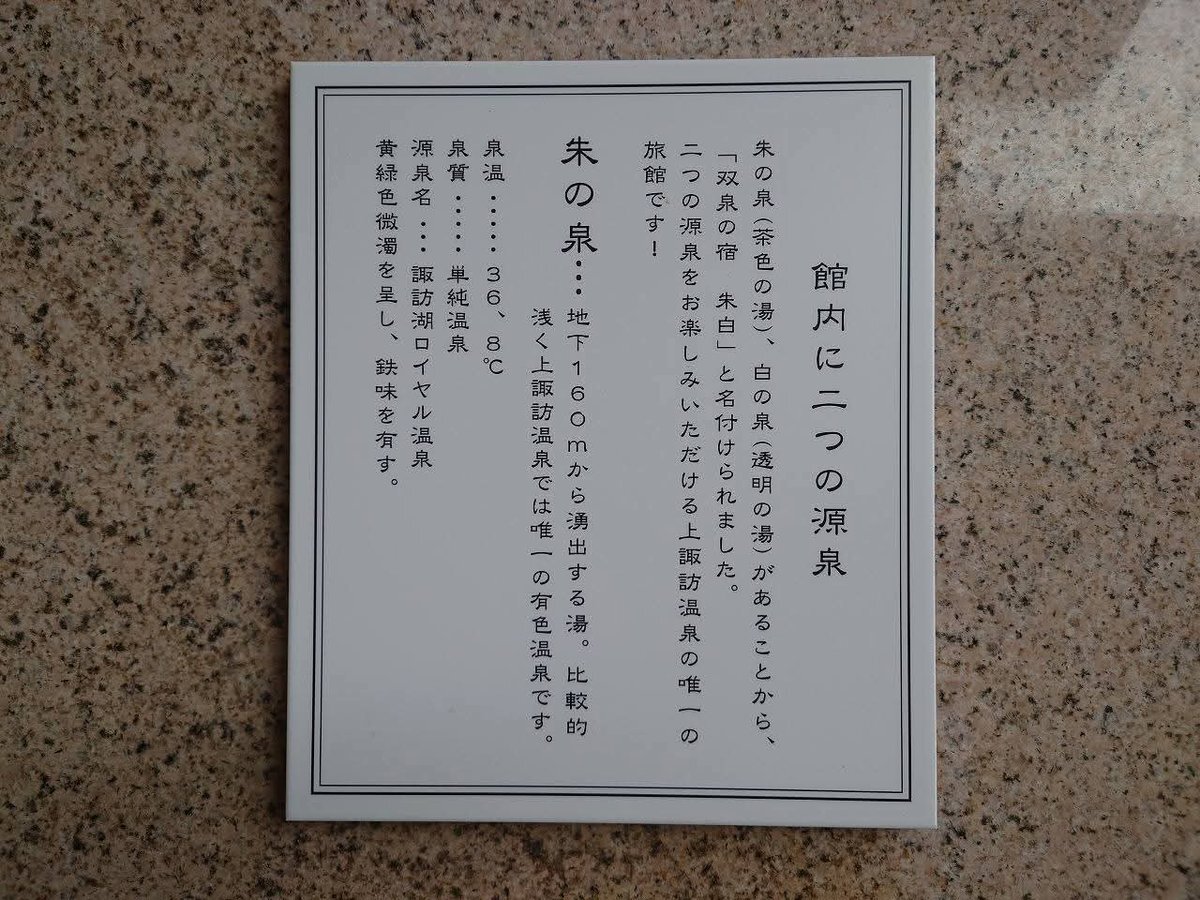 館内に二つの源泉
朱の泉(茶色の湯)、白の泉(透明の湯)があることから、
「双泉の宿　朱白」と名付けられました。
二つの源泉をお楽しみいただける上諏訪温泉の唯一の
旅館です！
朱の泉…地下160mから湧出する湯。比較的
浅く上諏訪温泉では唯一の有色温泉です。
泉温‥‥‥36、8℃
泉質‥‥‥単純温泉
源泉名‥‥諏訪湖ロイヤル温泉
黄緑色微濁を呈し、鉄味を有す。